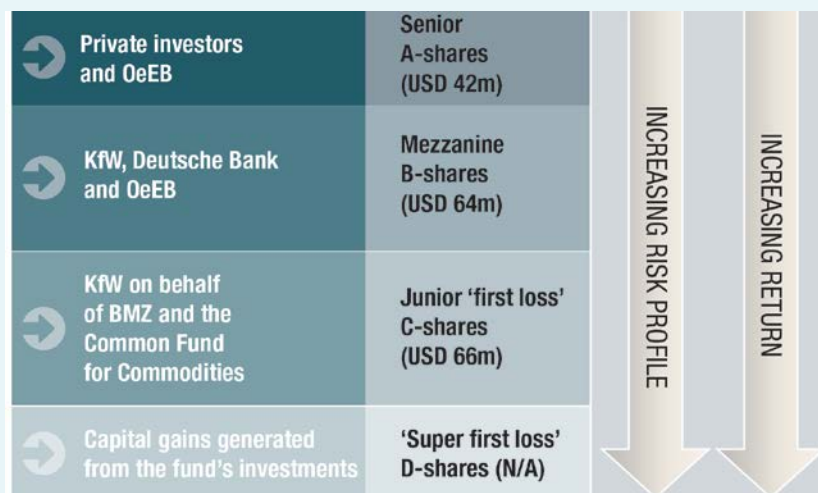 Private investors
and OeEB
Senior
A-shares
(USD 42m)
KfW, Deutsche Bank
and OeEB
Mezzanine
B-shares
(USD 64m)
KfW on behalf
of BMZ and the
Common Fund
for Commodities
Junior ‘first loss’
C-shares
(USD 66m)
Capital gains generated
from the fund’s investments
‘Super first loss’
D-shares (N/A)
INCREASING RISK PROFILE
INCREASING RETURN